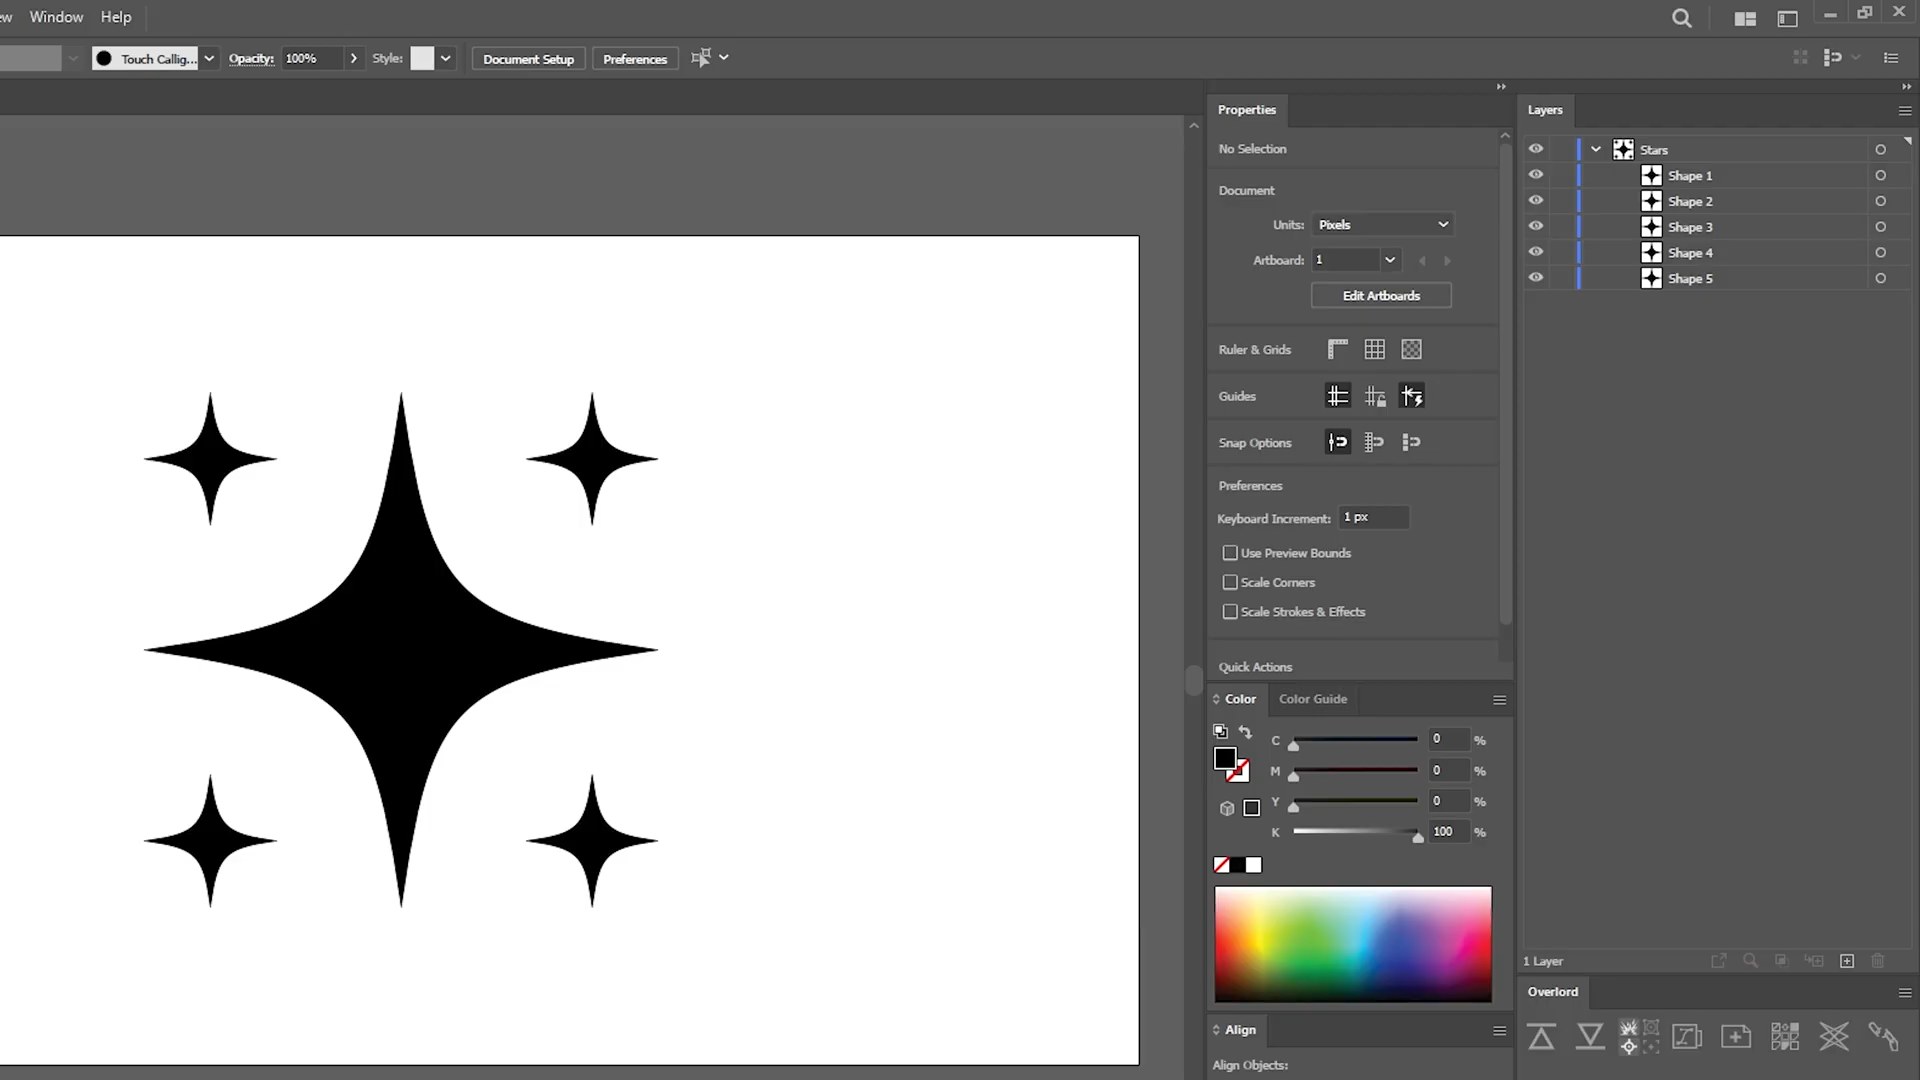 Window Help
Touch Callig... Opacity: 100% Style: Document Setup Preferences
Properties
No Selection
Document
Units: Pixels
Artboard: 1
Edit Artboards
Ruler & Grids
Guides
Snap Options
Preferences
Keyboard Increment: 1 px
Use Preview Bounds
Scale Corners
Scale Strokes & Effects
Quick Actions
Color Color Guide
C 0 %
M 0 %
Y 0 %
K 100 %
Align
Align Objects:
Layers
Stars
Shape 1
Shape 2
Shape 3
Shape 4
Shape 5
1 Layer
Overlord